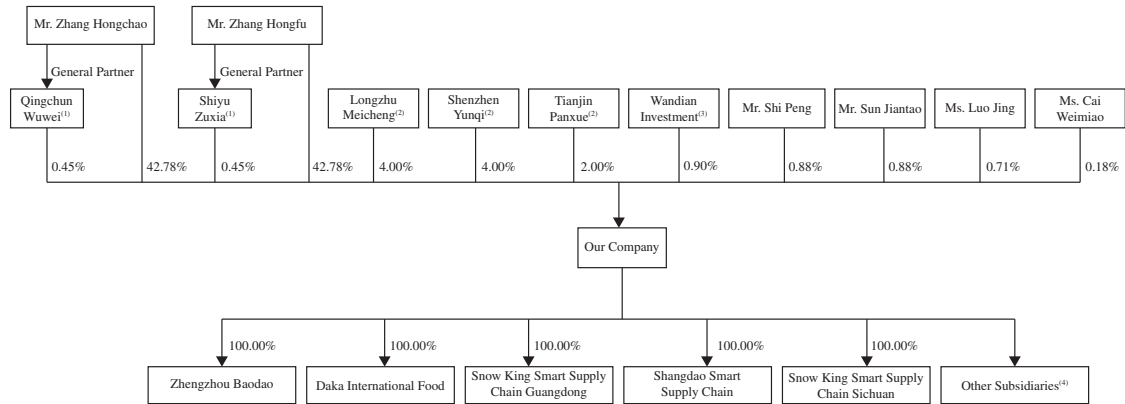 Mr. Zhang Hongchao
Mr. Zhang Hongfu
General Partner
General Partner
Qingchun
Wuwei(1)
Shiyu
Zuxia(1)
Longzhu
Meicheng(2)
Shenzhen
Yunqi(2)
Tianjin
Panxue(2)
Wandian
Investment(3)
Mr. Shi Peng
Mr. Sun Jiantao
Ms. Luo Jing
Ms. Cai
Weimiao
0.45%
42.78%
0.45%
42.78%
4.00%
4.00%
2.00%
0.90%
0.88%
0.88%
0.71%
0.18%
Our Company
100.00%
100.00%
100.00%
100.00%
100.00%
Zhengzhou Baodao
Daka International Food
Snow King Smart Supply
Chain Guangdong
Shangdao Smart
Supply Chain
Snow King Smart Supply
Chain Sichuan
Other Subsidiaries(4)